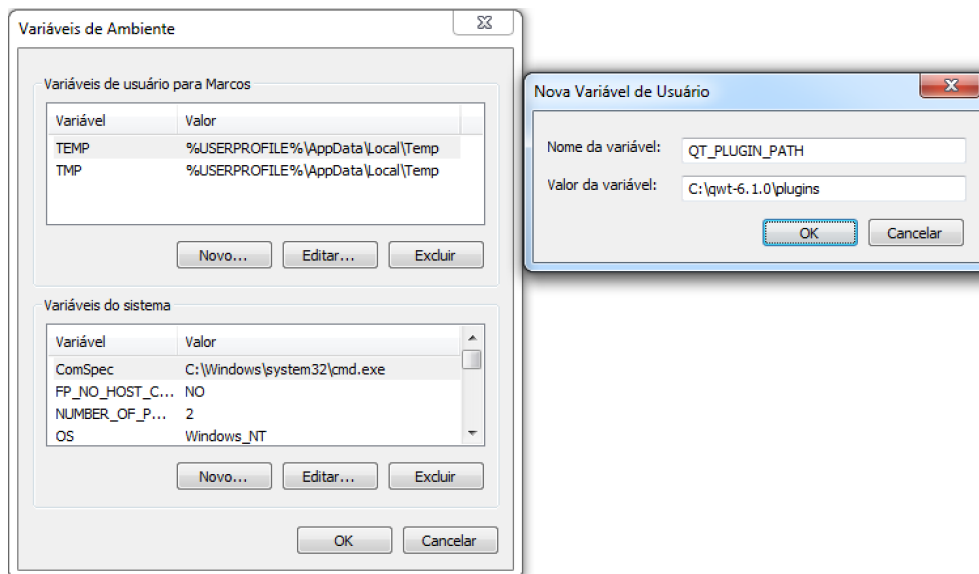 Variáveis de Ambiente
Variáveis de usuário para Marcos
Variável Valor
TEMP %USERPROFILE%\AppData\Local\Temp
TMP %USERPROFILE%\AppData\Local\Temp
Novo... Editar... Excluir
Variáveis do sistema
Variável Valor
ComSpec C:\Windows\system32\cmd.exe
FP_NO_HOST_C... NO
NUMBER_OF_P... 2
OS Windows_NT
Novo... Editar... Excluir
OK Cancelar
Nova Variável de Usuário
Nome da variável: QT_PLUGIN_PATH
Valor da variável: C:\qwt-6.1.0\plugins
OK Cancelar